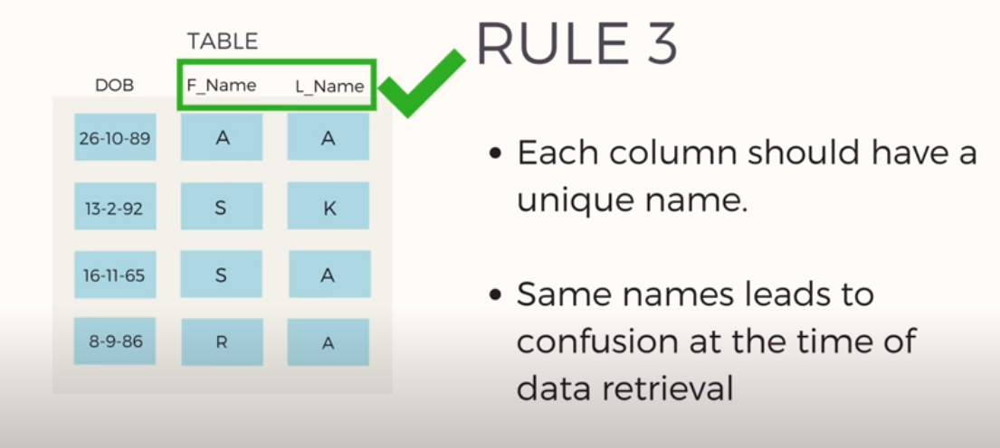 TABLE
DOB F_Name L_Name
26-10-89 A A
13-2-92 S K
16-11-65 S A
8-9-86 R A
RULE 3
• Each column should have a
unique name.
• Same names leads to
confusion at the time of
data retrieval